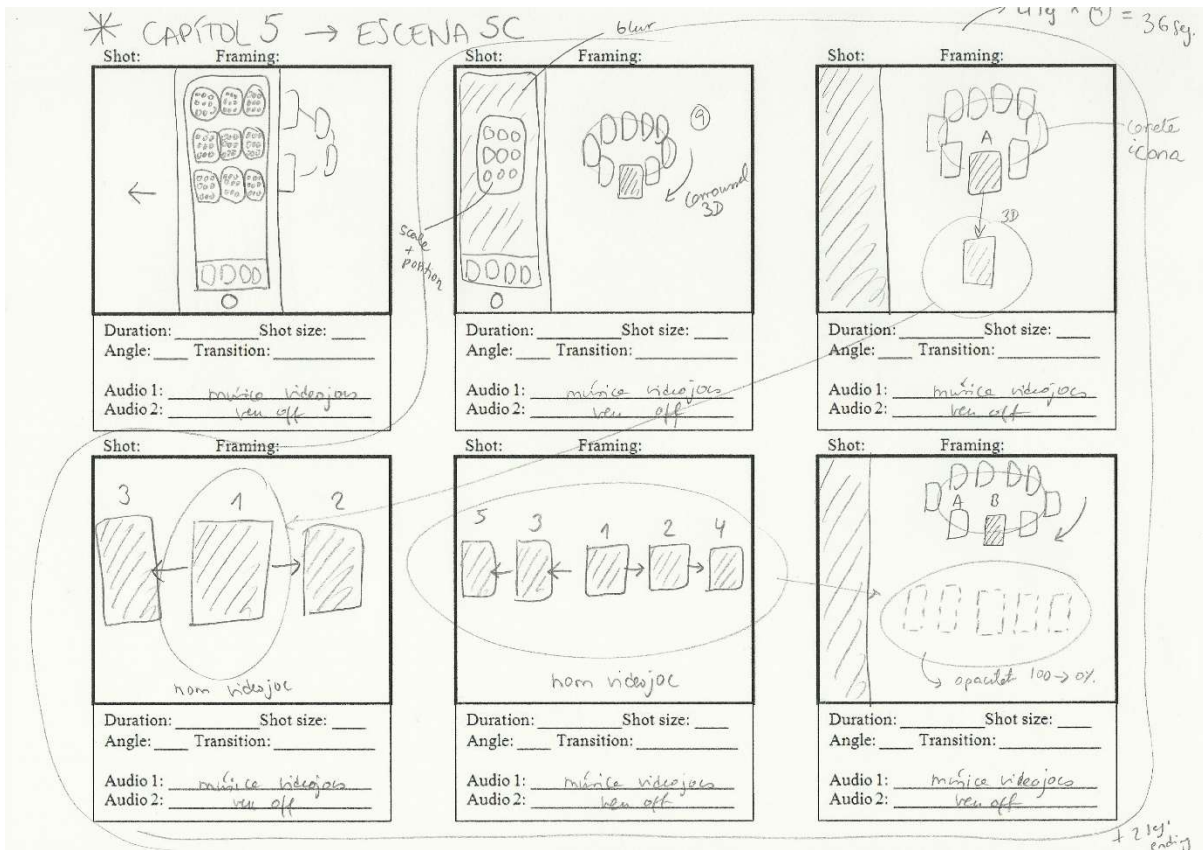 * CAPÍTOL 5 → ESCENA 5C
4 seg × 9 = 36 seg.
Shot: Framing:
blur
Shot: Framing:
Shot: Framing:
9
carroussel
3D
scale
+
position
A
3D
careta
icona
Duration: Shot size:
Angle: Transition:
Audio 1: música videojocs
Audio 2: veu off
Duration: Shot size:
Angle: Transition:
Audio 1: música videojocs
Audio 2: veu off
Duration: Shot size:
Angle: Transition:
Audio 1: música videojocs
Audio 2: veu off
Shot: Framing:
3 1 2
nom videojoc
Shot: Framing:
5 3 1 2 4
nom videojoc
Shot: Framing:
A B
opacitat 100→0%.
Duration: Shot size:
Angle: Transition:
Audio 1: música videojocs
Audio 2: veu off
Duration: Shot size:
Angle: Transition:
Audio 1: música videojocs
Audio 2: veu off
Duration: Shot size:
Angle: Transition:
Audio 1: música videojocs
Audio 2: veu off
+ 2 seg.
ending